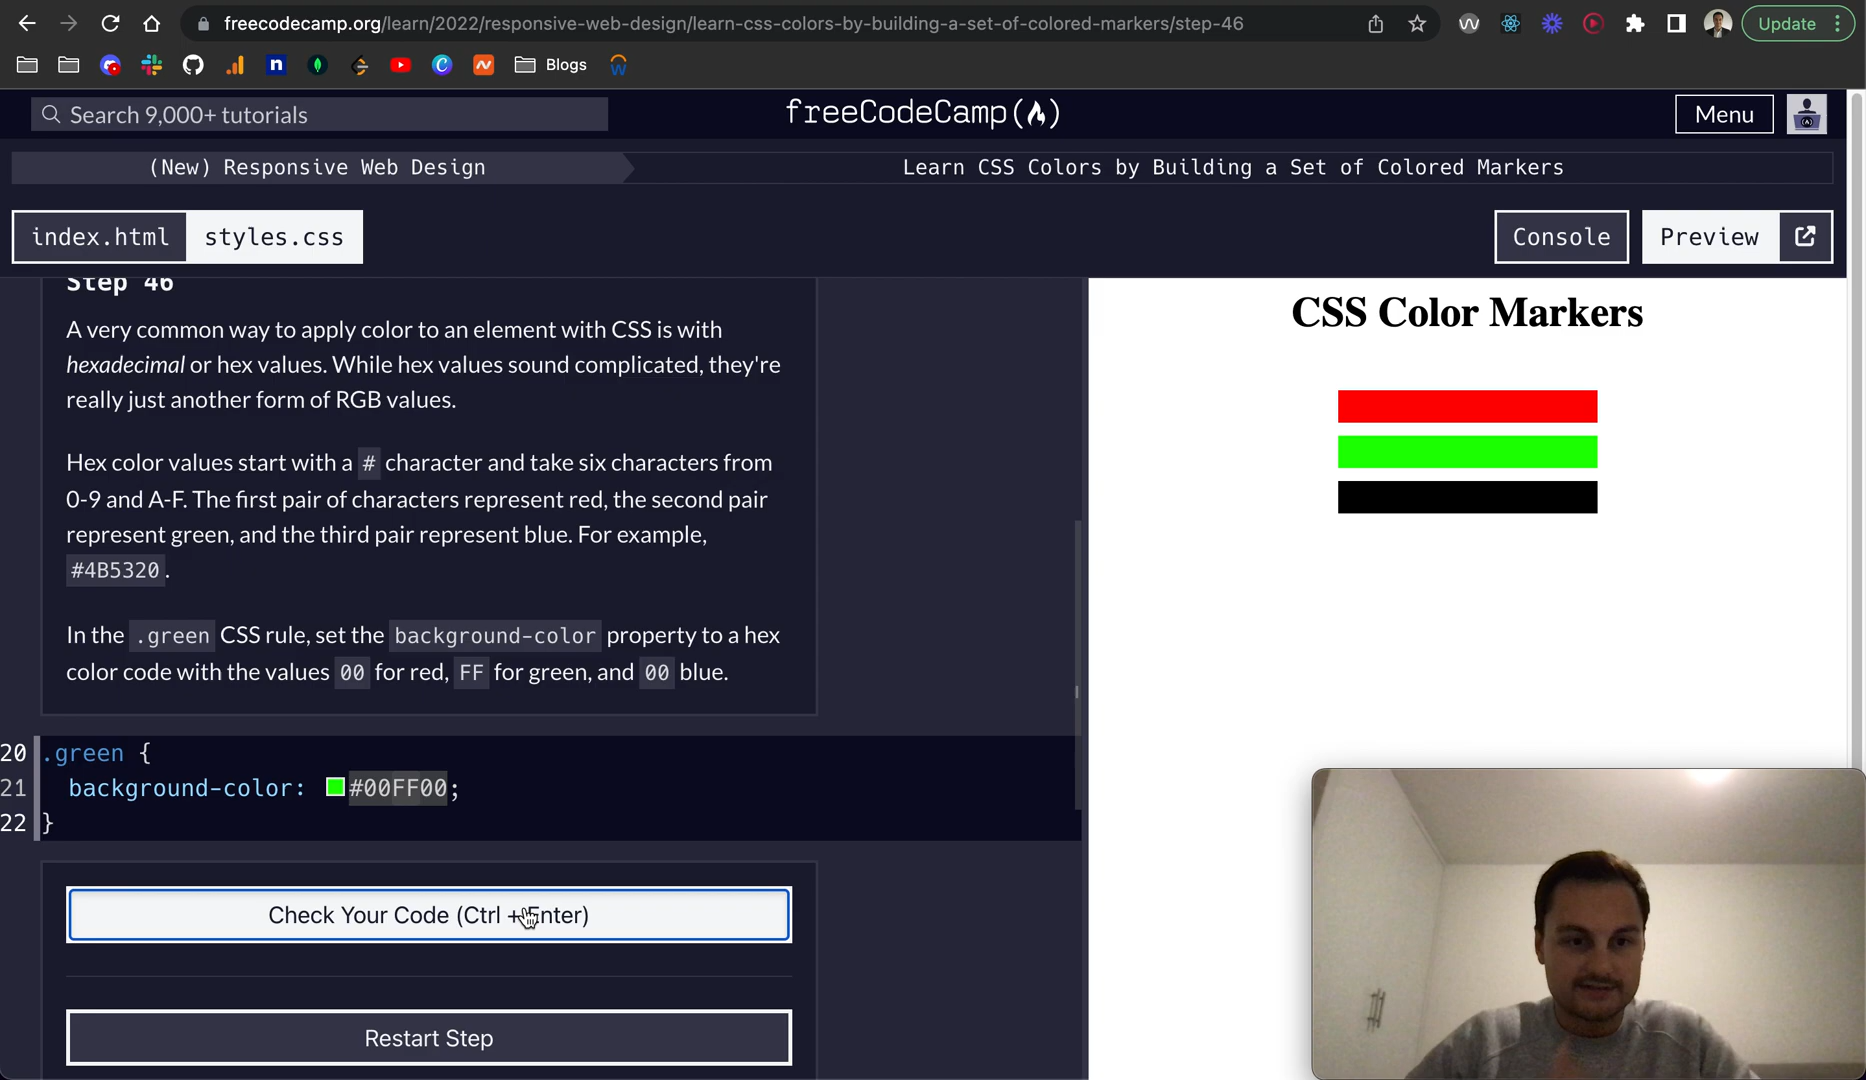 freecodecamp.org/learn/2022/responsive-web-design/learn-css-colors-by-building-a-set-of-colored-markers/step-46
Update
Blogs
Search 9,000+ tutorials
freeCodeCamp
Menu
(New) Responsive Web Design
Learn CSS Colors by Building a Set of Colored Markers
index.html
styles.css
Console
Preview
Step 46
A very common way to apply color to an element with CSS is with
hexadecimal or hex values. While hex values sound complicated, they're
really just another form of RGB values.
Hex color values start with a # character and take six characters from
0-9 and A-F. The first pair of characters represent red, the second pair
represent green, and the third pair represent blue. For example,
#4B5320.
In the .green CSS rule, set the background-color property to a hex
color code with the values 00 for red, FF for green, and 00 blue.
20 .green {
21 background-color: #00FF00;
22 }
Check Your Code (Ctrl + Enter)
Restart Step
CSS Color Markers